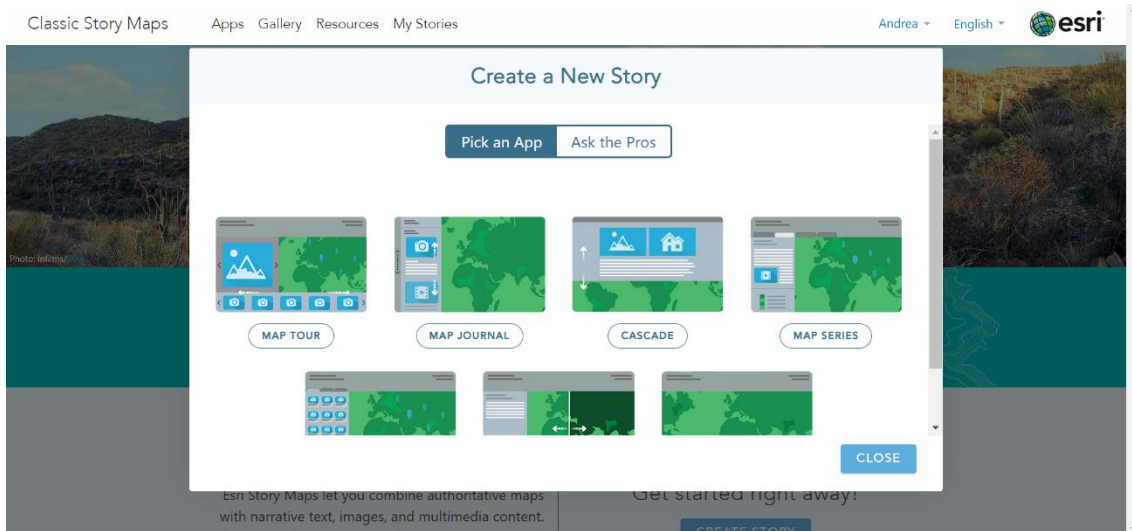 Classic Story Maps Apps Gallery Resources My Stories Andrea English esri
Create a New Story
Pick an App Ask the Pros
Photo: Infilms/
MAP TOUR MAP JOURNAL CASCADE MAP SERIES
CLOSE
Esri Story Maps let you combine authoritative maps
with narrative text, images, and multimedia content.
Get started right away!
CREATE STORY